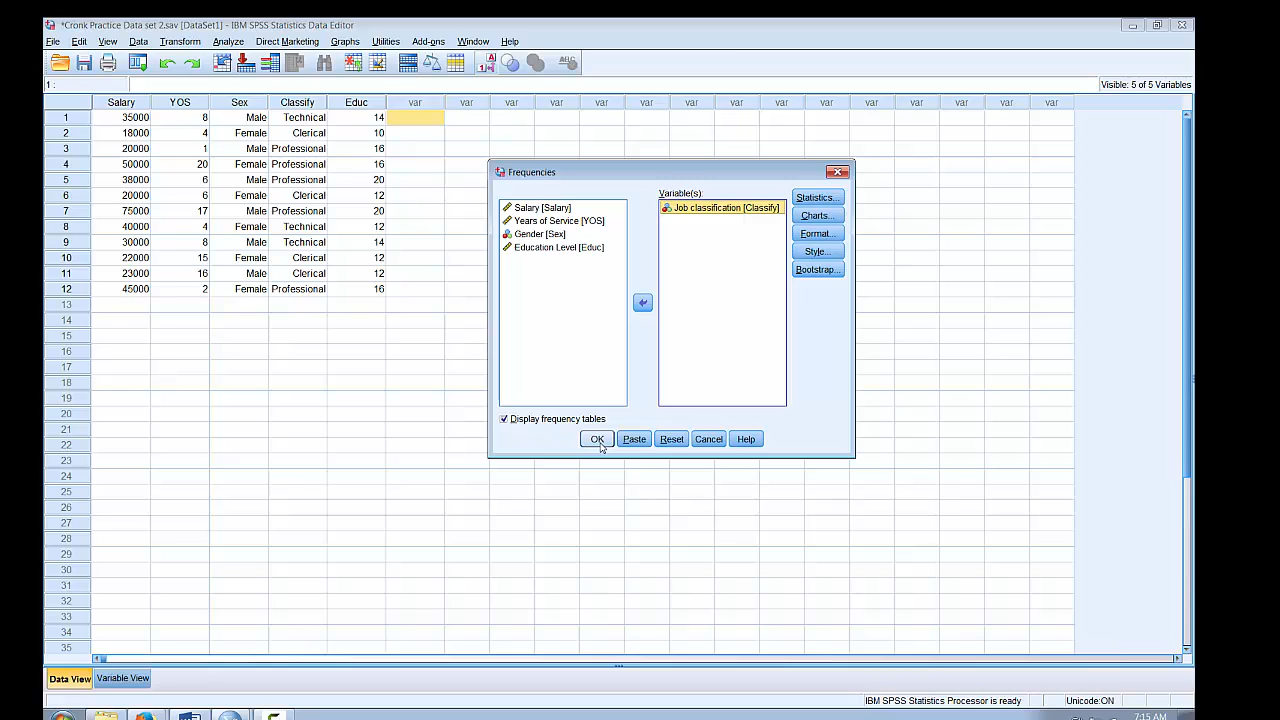 *Cronk Practice Data set 2.sav [DataSet1] - IBM SPSS Statistics Data Editor
File Edit View Data Transform Analyze Direct Marketing Graphs Utilities Add-ons Window Help
1 : Visible: 5 of 5 Variables
Salary YOS Sex Classify Educ var var var var var var var var var var var var var var
1 35000 8 Male Technical 14
2 18000 4 Female Clerical 10
3 20000 1 Male Professional 16
4 50000 20 Female Professional 16
5 38000 6 Male Professional 20
6 20000 6 Female Clerical 12
7 75000 17 Male Professional 20
8 40000 4 Female Technical 12
9 30000 8 Male Technical 14
10 22000 15 Female Clerical 12
11 23000 16 Male Clerical 12
12 45000 2 Female Professional 16
13
14
15
16
17
18
19
20
21
22
23
24
25
26
27
28
29
30
31
32
33
34
35
Frequencies
Variable(s):
Salary [Salary]
Years of Service [YOS]
Gender [Sex]
Education Level [Educ]
Job classification [Classify]
Statistics...
Charts...
Format...
Style...
Bootstrap...
Display frequency tables
OK Paste Reset Cancel Help
Data View Variable View
IBM SPSS Statistics Processor is ready Unicode:ON
7:15 AM